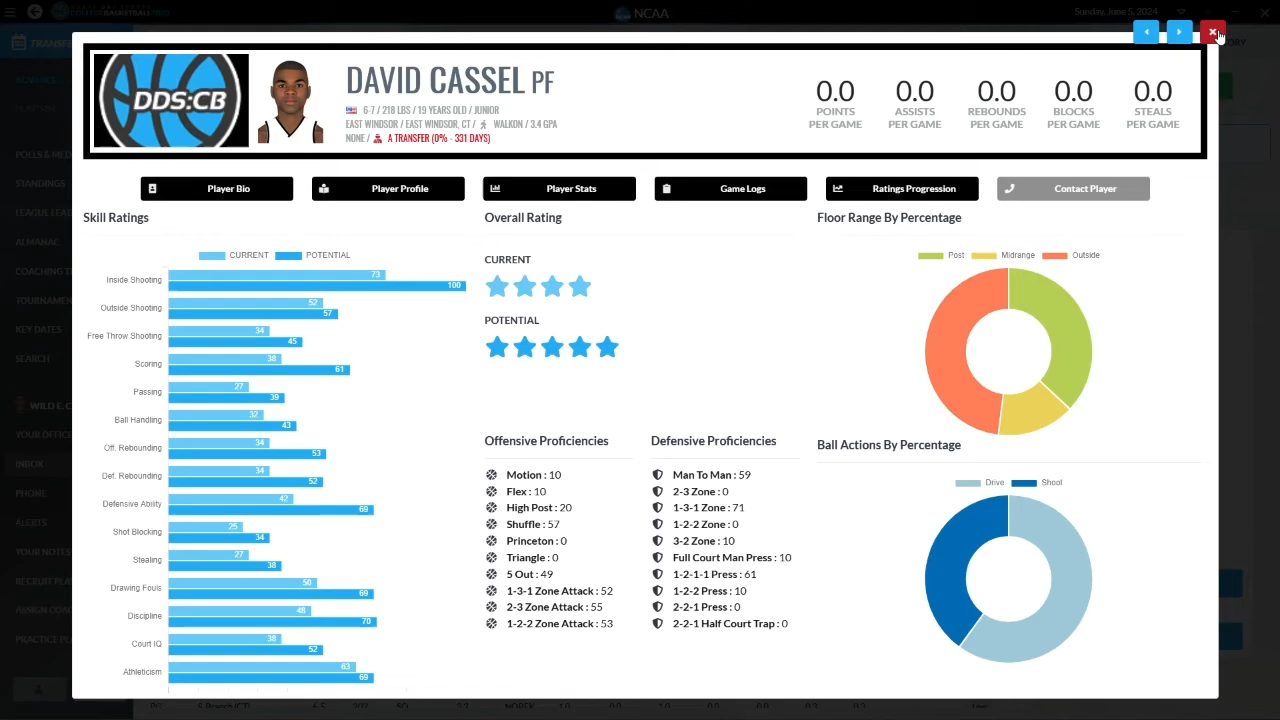 NCAA
Sunday, June 5, 2024
DDS:CB
DAVID CASSEL PF
6-7 / 218 LBS / 19 YEARS OLD / JUNIOR
EAST WINDSOR / EAST WINDSOR, CT / WALKON / 3.4 GPA
NONE / A TRANSFER (0% - 331 DAYS)
0.0 0.0 0.0 0.0 0.0
POINTS ASSISTS REBOUNDS BLOCKS STEALS
PER GAME PER GAME PER GAME PER GAME PER GAME
Player Bio Player Profile Player Stats Game Logs Ratings Progression Contact Player
Skill Ratings
CURRENT POTENTIAL
Inside Shooting 73 100
Outside Shooting 52 57
Free Throw Shooting 34 45
Scoring 38 61
Passing 27 39
Ball Handling 32 43
Off. Rebounding 34 53
Def. Rebounding 34 52
Defensive Ability 42 69
Shot Blocking 25 34
Stealing 27 38
Drawing Fouls 50 69
Discipline 48 70
Court IQ 38 52
Athleticism 63 69
Overall Rating
CURRENT
POTENTIAL
Offensive Proficiencies
Motion : 10
Flex : 10
High Post : 20
Shuffle : 57
Princeton : 0
Triangle : 0
5 Out : 49
1-3-1 Zone Attack : 52
2-3 Zone Attack : 55
1-2-2 Zone Attack : 53
Defensive Proficiencies
Man To Man : 59
2-3 Zone : 0
1-3-1 Zone : 71
1-2-2 Zone : 0
3-2 Zone : 10
Full Court Man Press : 10
1-2-1-1 Press : 61
1-2-2 Press : 10
2-2-1 Press : 0
2-2-1 Half Court Trap : 0
Floor Range By Percentage
Post Midrange Outside
Ball Actions By Percentage
Drive Shoot
STANDINGS
ALMANAC
KEY DATES
SEARCH
INBOX
PHONE
ALERTS